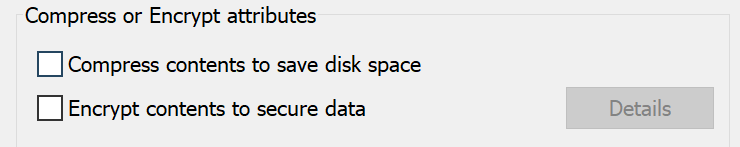 Compress or Encrypt attributes
Compress contents to save disk space
Encrypt contents to secure data
Details